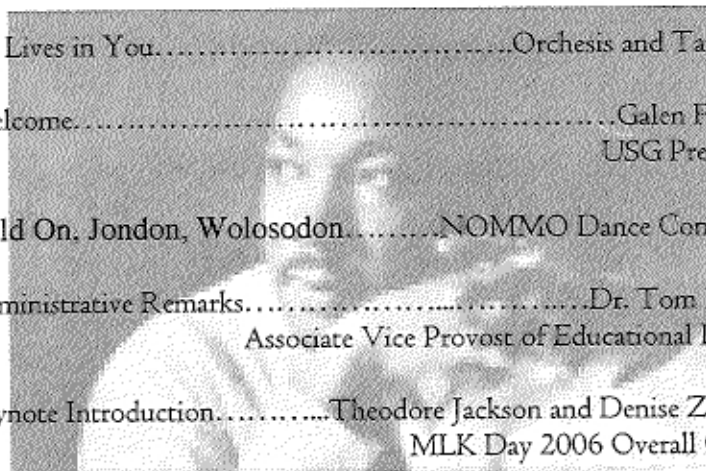 Lives in You.......................................Orchesis and Ta
elcome...........................................................Galen F
USG Pre
ld On, Jondon, Wolosodon..........NOMMO Dance Com
ministrative Remarks.....................................Dr. Tom
Associate Vice Provost of Educational
ynote Introduction.............Theodore Jackson and Denise Z
MLK Day 2006 Overall